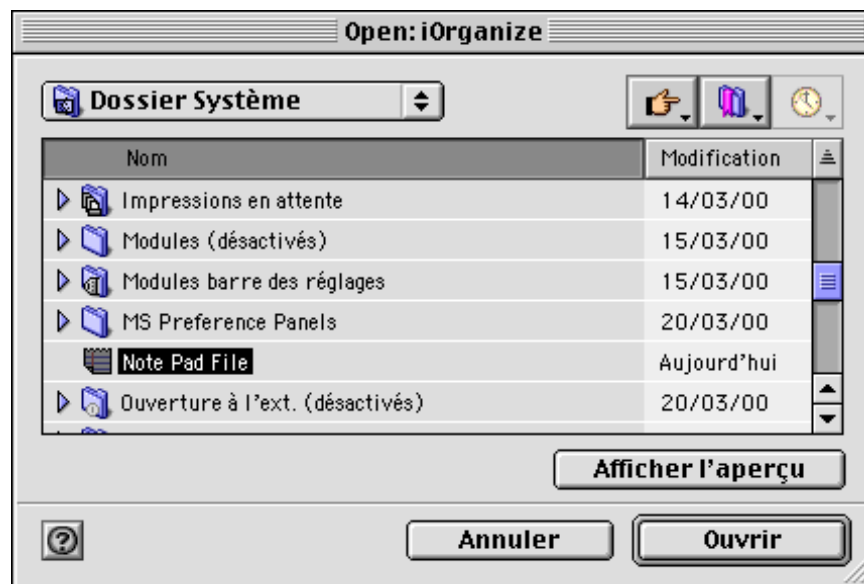 Open: iOrganize
Dossier Système
Nom Modification
Impressions en attente 14/03/00
Modules (désactivés) 15/03/00
Modules barre des réglages 15/03/00
MS Preference Panels 20/03/00
Note Pad File Aujourd'hui
Ouverture à l'ext. (désactivés) 20/03/00
Afficher l'aperçu
Annuler Ouvrir